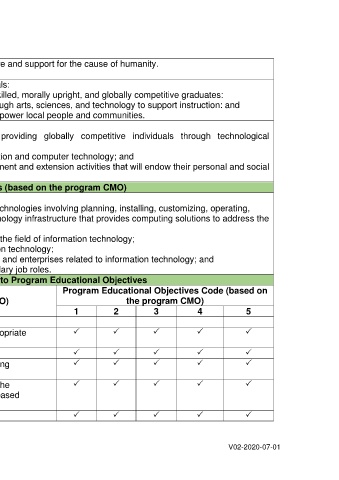 e and support for the cause of humanity.
ls:
killed, morally upright, and globally competitive graduates:
ugh arts, sciences, and technology to support instruction: and
power local people and communities.
providing globally competitive individuals through technological
tion and computer technology; and
ment and extension activities that will endow their personal and social
s (based on the program CMO)
chnologies involving planning, installing, customizing, operating,
nology infrastructure that provides computing solutions to address the
the field of information technology;
on technology;
and enterprises related to information technology; and
lary job roles.
to Program Educational Objectives
O)
Program Educational Objectives Code (based on
the program CMO)
1 2 3 4 5
opriate ✓ ✓ ✓ ✓ ✓
✓ ✓ ✓ ✓ ✓
ng ✓ ✓ ✓ ✓ ✓
he ✓ ✓ ✓ ✓ ✓
ased
✓ ✓ ✓ ✓ ✓
V02-2020-07-01